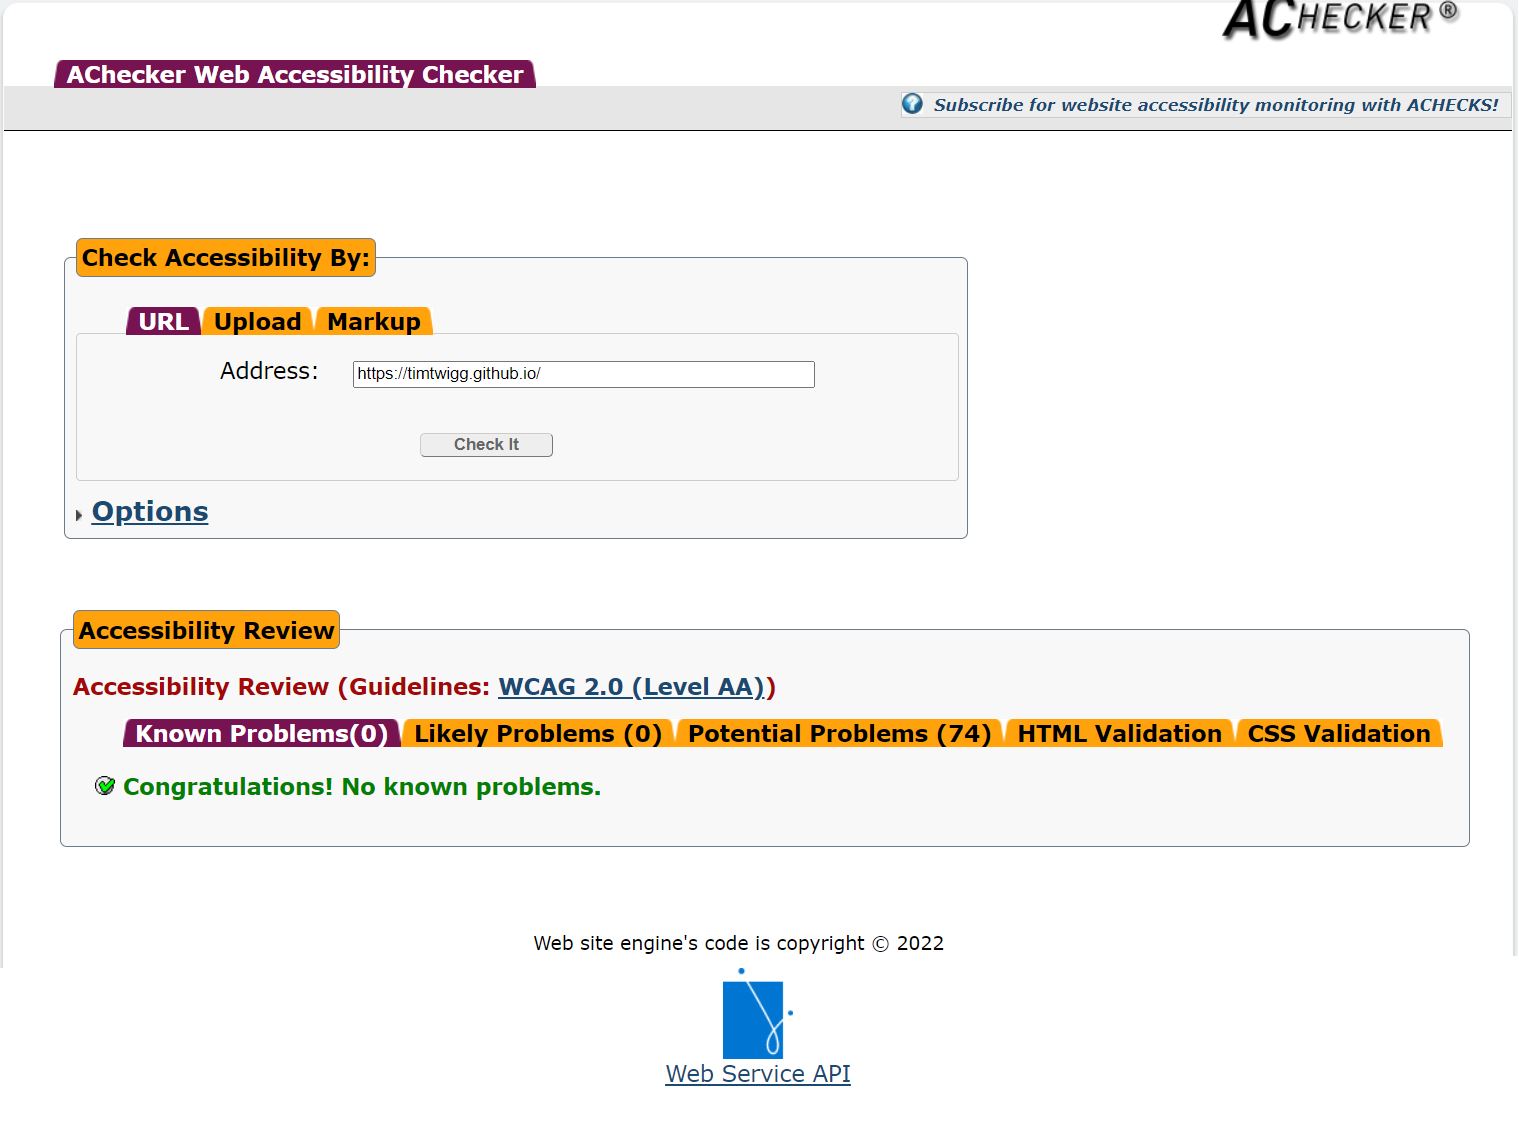 ACHECKER®
AChecker Web Accessibility Checker
Subscribe for website accessibility monitoring with ACHECKS!
Check Accessibility By:
URL Upload Markup
Address: https://timtwigg.github.io/
Check It
Options
Accessibility Review
Accessibility Review (Guidelines: WCAG 2.0 (Level AA))
Known Problems(0) Likely Problems (0) Potential Problems (74) HTML Validation CSS Validation
Congratulations! No known problems.
Web site engine's code is copyright © 2022
Web Service API